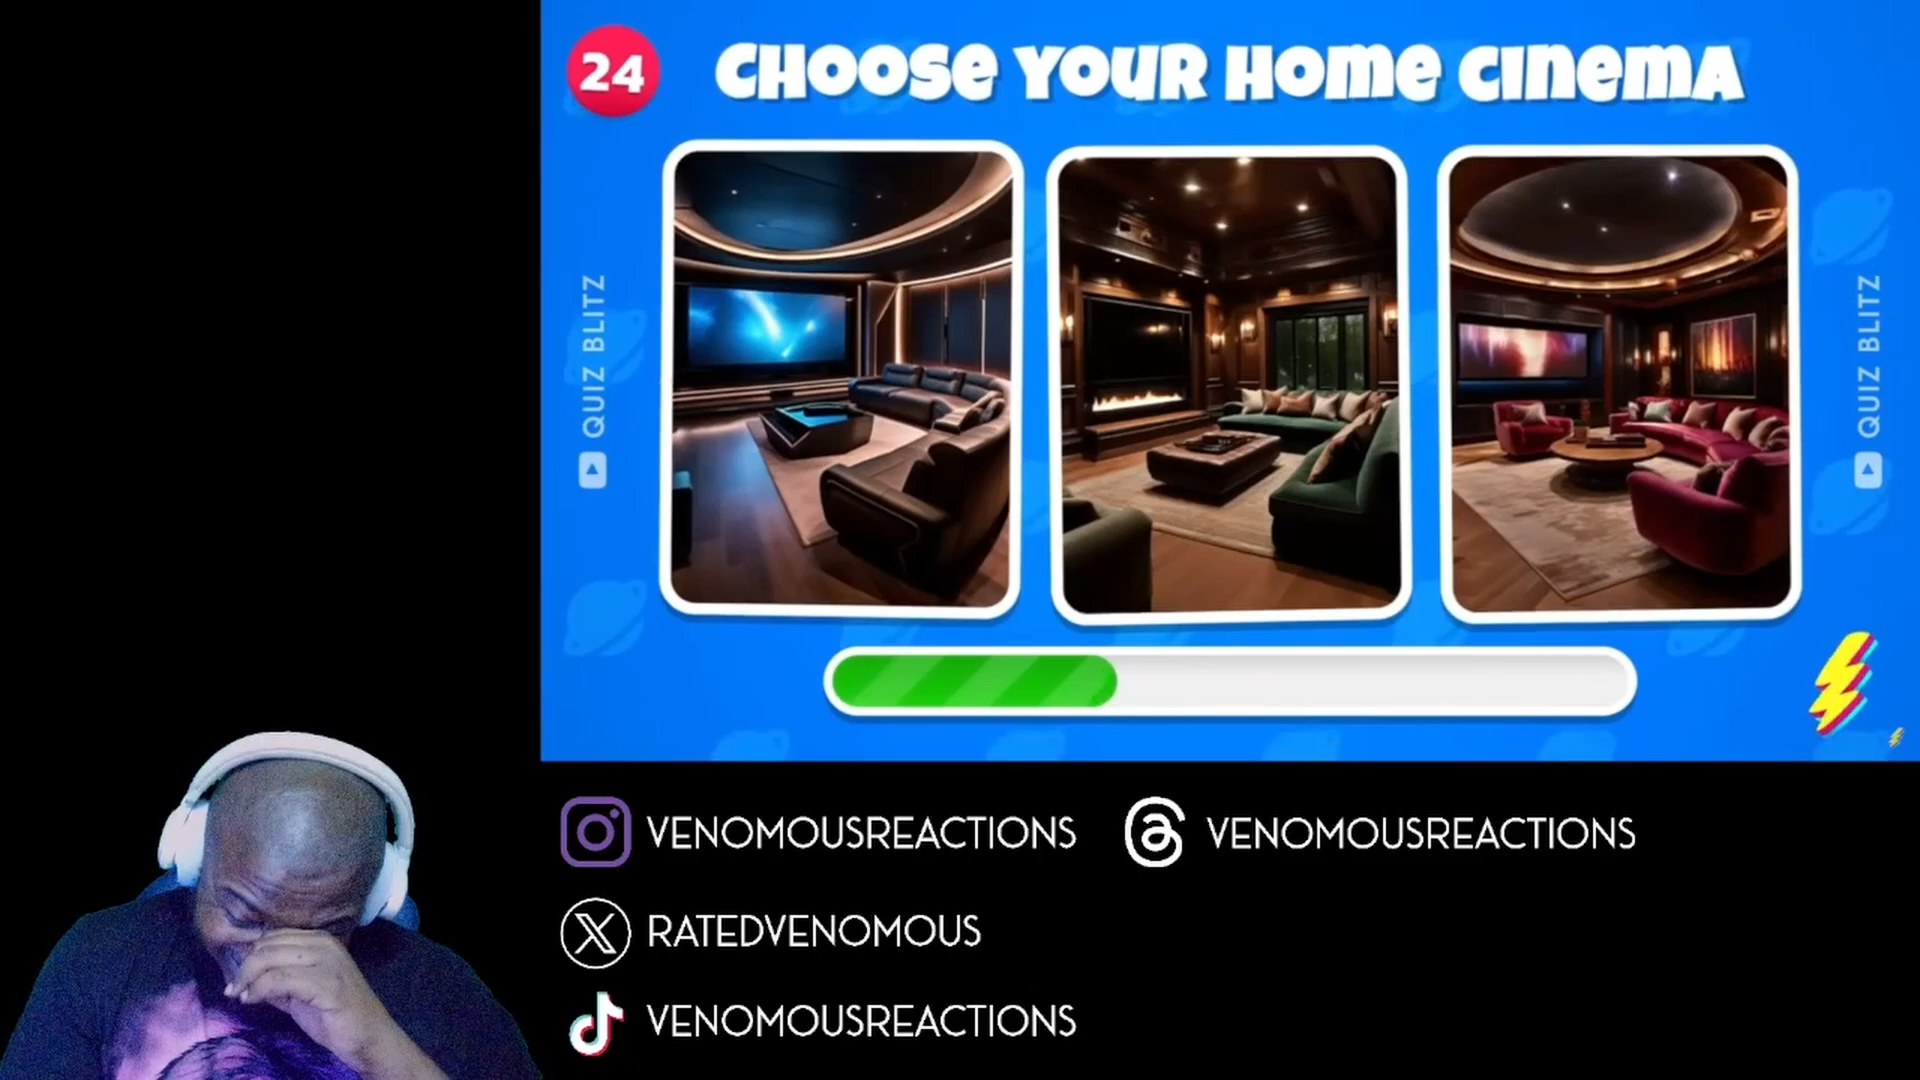 24
CHOOSE YOUR HOME CINEMA
QUIZ BLITZ
QUIZ BLITZ
VENOMOUSREACTIONS
VENOMOUSREACTIONS
RATEDVENOMOUS
VENOMOUSREACTIONS